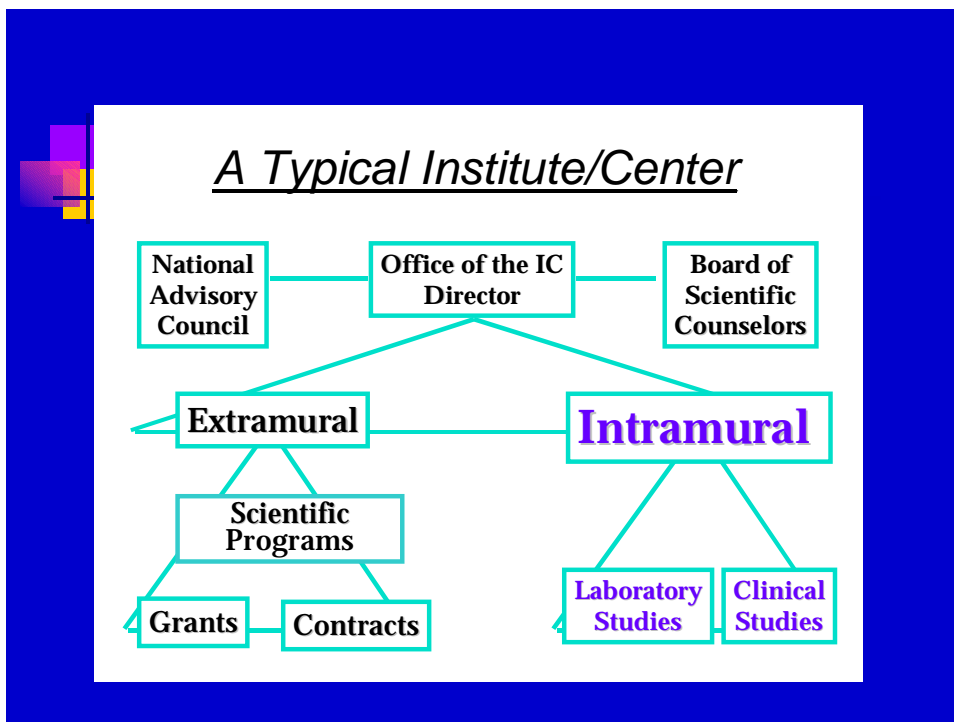 A Typical Institute/Center
National
Advisory
Council
Office of the IC
Director
Board of
Scientific
Counselors
Extramural
Intramural
Scientific
Programs
Grants
Contracts
Laboratory
Studies
Clinical
Studies